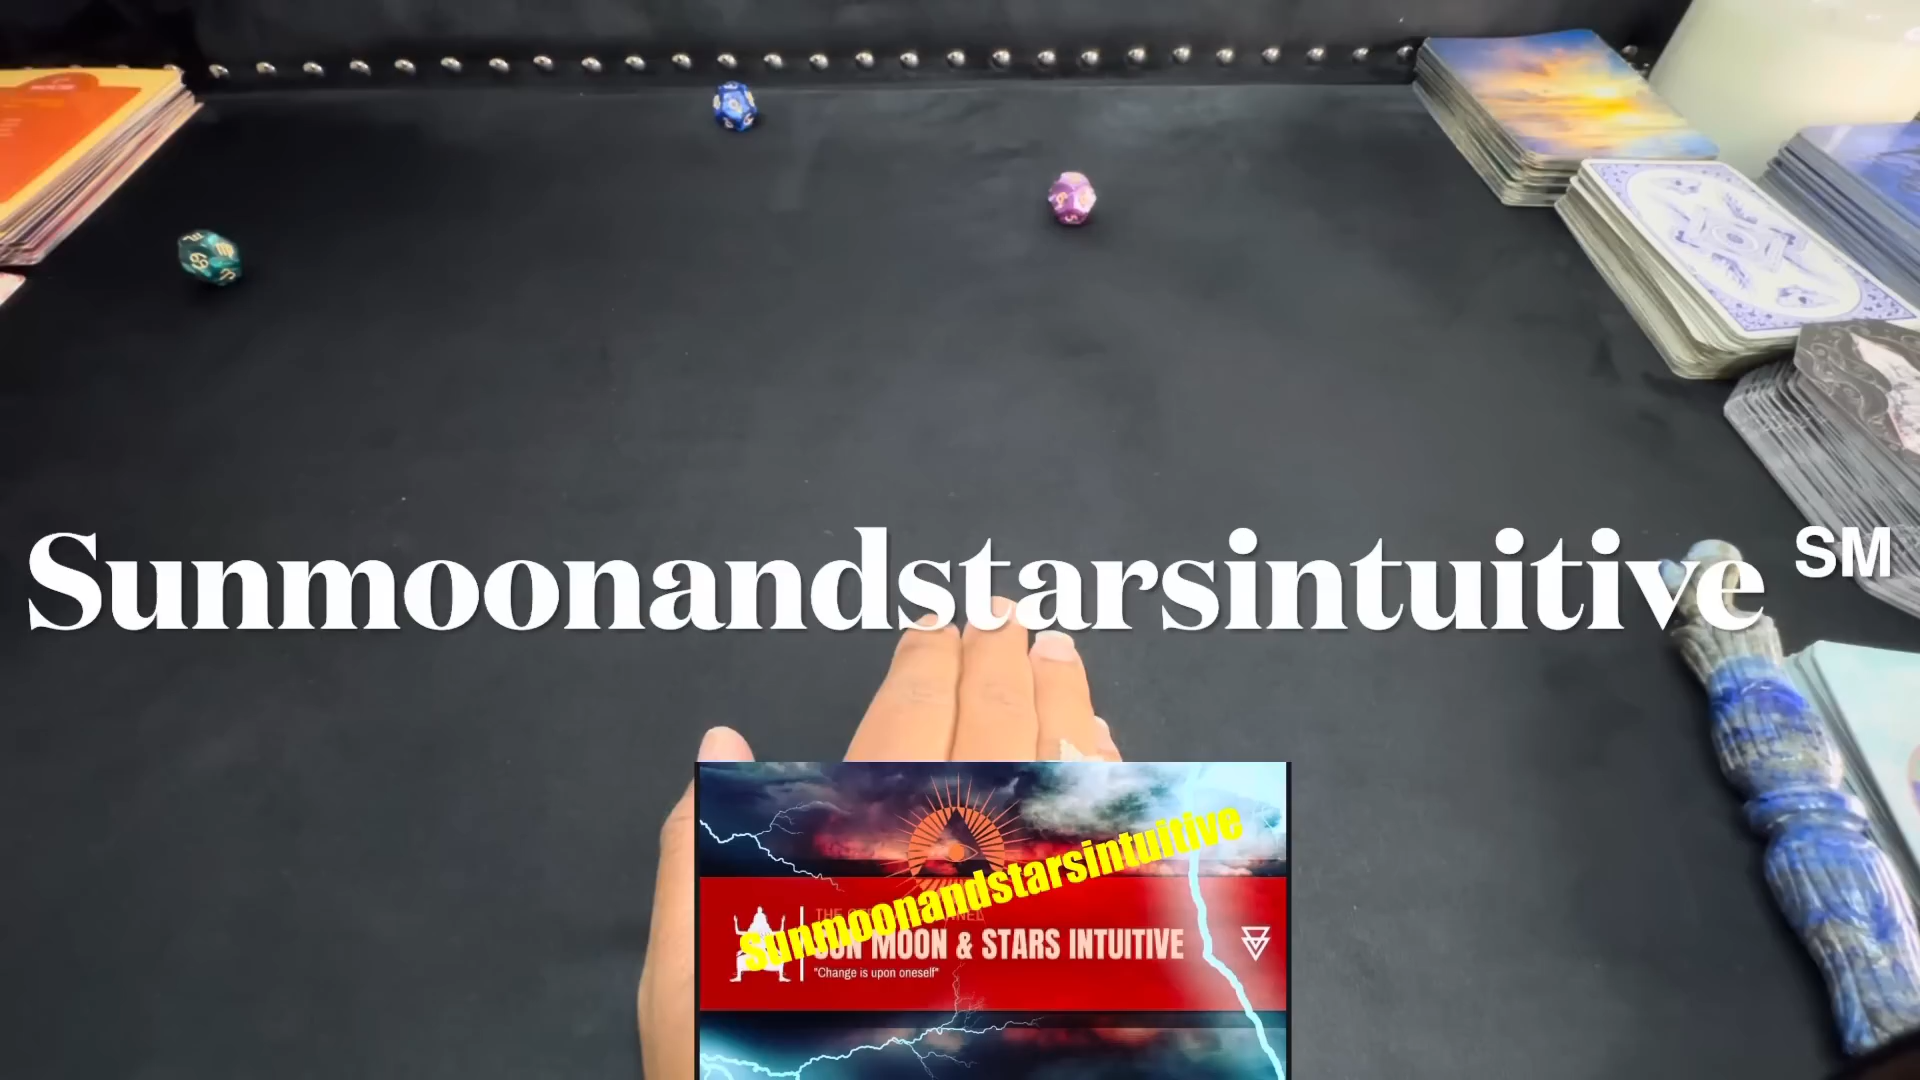 Sunmoonandstarsintuitive SM
Sunmoonandstarsintuitive
SUN MOON & STARS INTUITIVE
"Change is upon oneself"